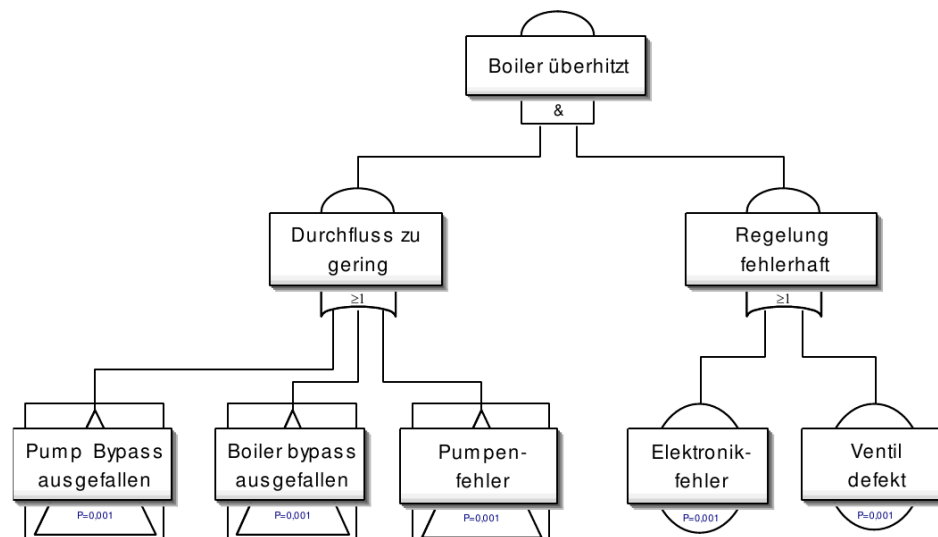 Boiler überhitzt
&
Durchfluss zu
gering
≥1
Regelung
fehlerhaft
≥1
Pump Bypass
ausgefallen
P=0,001
Boiler bypass
ausgefallen
P=0,001
Pumpen-
fehler
P=0,001
Elektronik-
fehler
P=0,001
Ventil
defekt
P=0,001